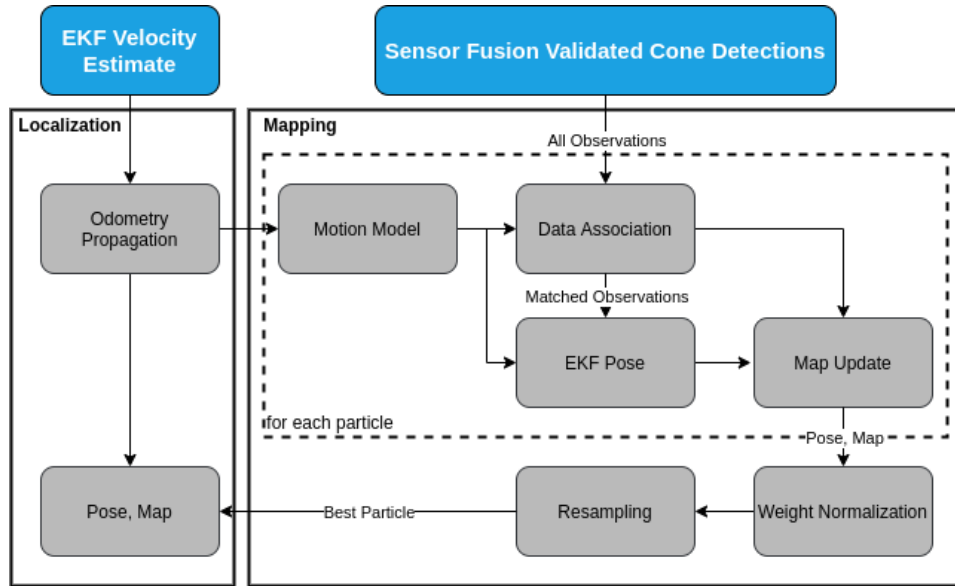 EKF Velocity
Estimate
Sensor Fusion Validated Cone Detections
Localization
Mapping
All Observations
Odometry
Propagation
Motion Model
Data Association
Matched Observations
EKF Pose
Map Update
for each particle
Pose, Map
Pose, Map
Best Particle
Resampling
Weight Normalization